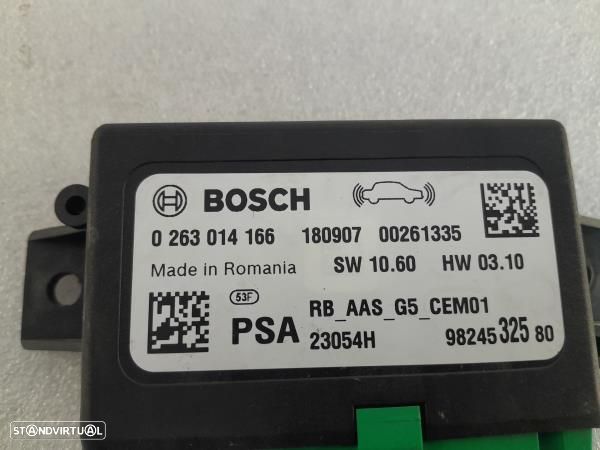 BOSCH
0 263 014 166 180907 00261335
Made in Romania SW 10.60 HW 03.10
53F
RB_AAS_G5_CEM01
PSA 23054H 98245 325 80
STANDVIRTUAL